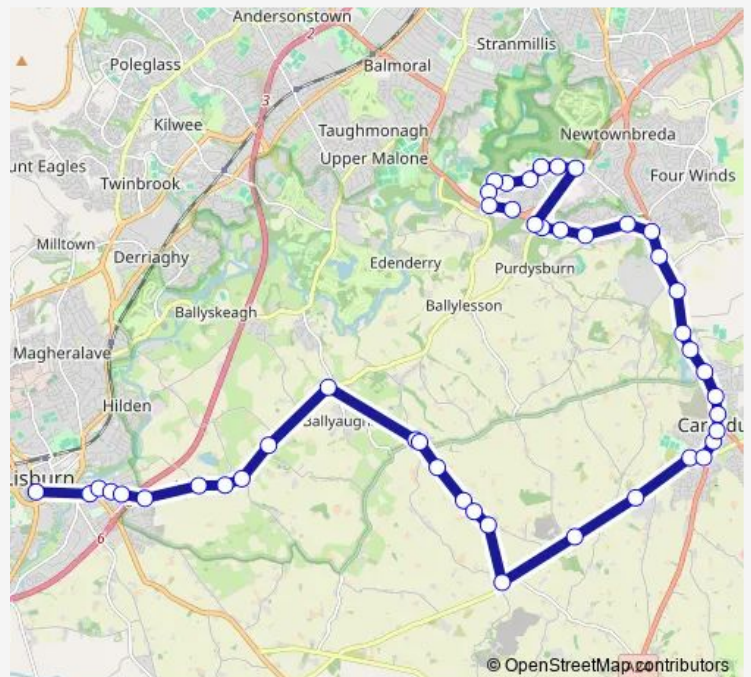 Andersonstown
2
Stranmillis
Poleglass
Balmoral
3
Kilwee
Taughmonagh
Newtownbreda
Upper Malone
unt Eagles
Twinbrook
Four Winds
Milltown
Derriaghy
Edenderry
Purdysburn
Ballyskeagh
Ballylesson
Magheralave
Hilden
Ballyaugh
Lisburn
6
© OpenStreetMap contributors